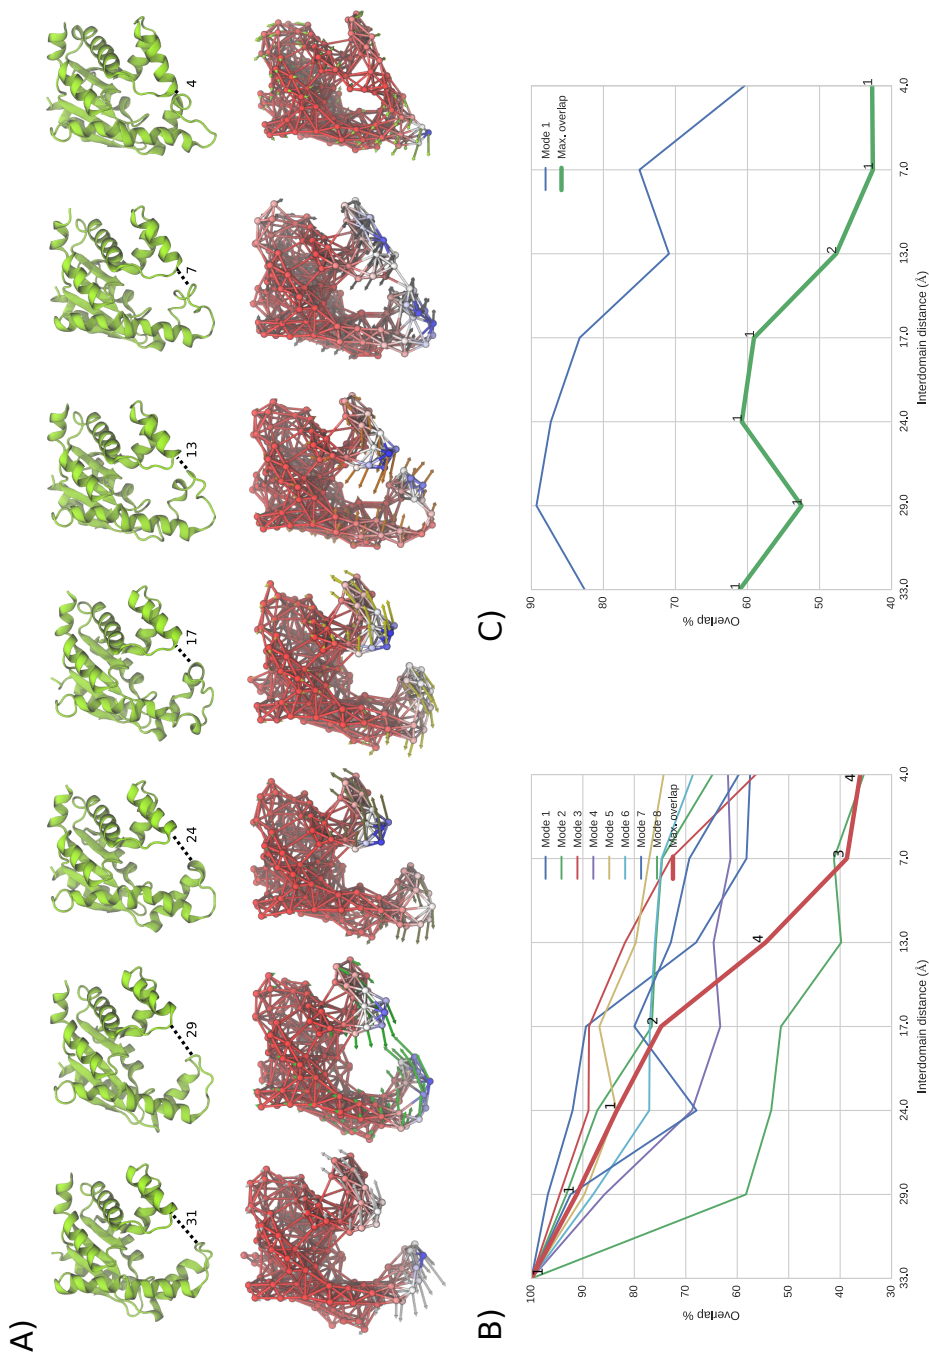 A)
31
29
24
17
13
7
4
B)
100
90
80
70
60
50
40
30
Overlap %
33.0
29.0
24.0
17.0
13.0
7.0
4.0
Interdomain distance (Å)
Mode 1
Mode 2
Mode 3
Mode 4
Mode 5
Mode 6
Mode 7
Mode 8
Max. overlap
1
1
1
2
4
3
4
C)
90
80
70
60
50
40
Overlap %
33.0
29.0
24.0
17.0
13.0
7.0
4.0
Interdomain distance (Å)
Mode 1
Max. overlap
1
1
1
1
2
1
1